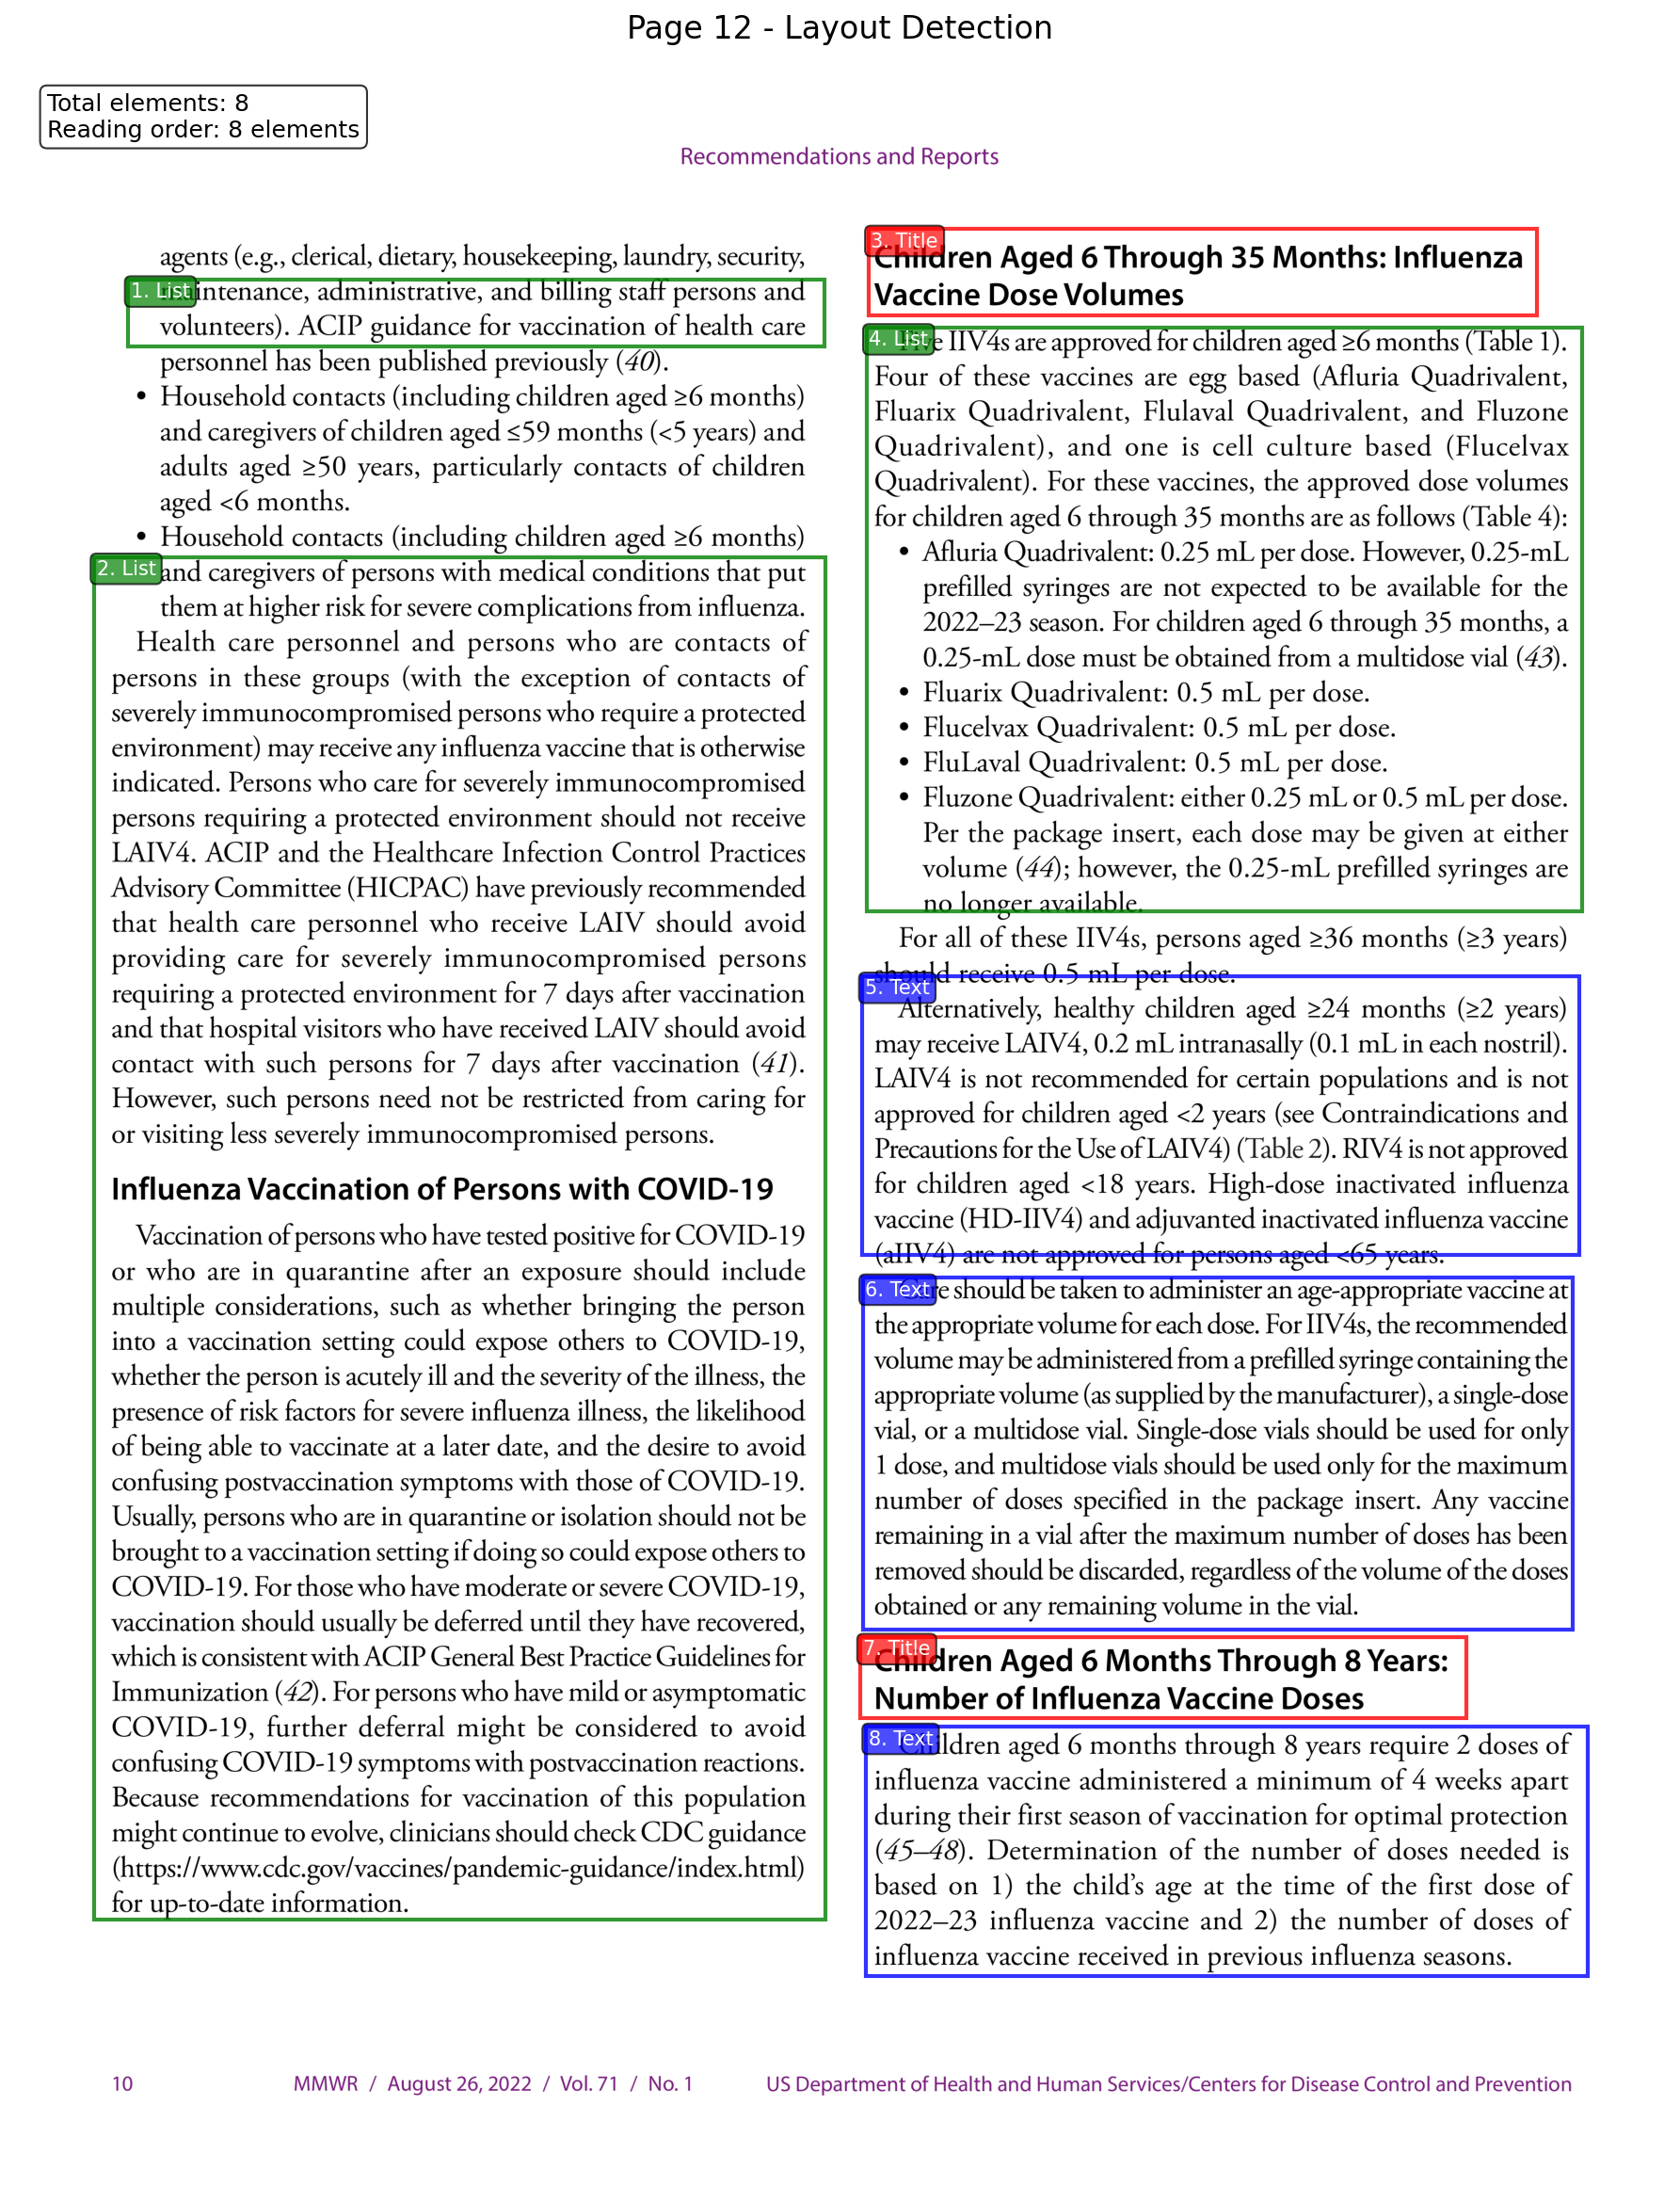 Page 12 - Layout Detection
Total elements: 8
Reading order: 8 elements
Recommendations and Reports
agents (e.g., clerical, dietary, housekeeping, laundry, security,
1. List
intenance, administrative, and billing staff persons and
volunteers). ACIP guidance for vaccination of health care
personnel has been published previously (40).
• Household contacts (including children aged ≥6 months)
and caregivers of children aged ≤59 months (<5 years) and
adults aged ≥50 years, particularly contacts of children
aged <6 months.
• Household contacts (including children aged ≥6 months)
2. List
and caregivers of persons with medical conditions that put
them at higher risk for severe complications from influenza.
Health care personnel and persons who are contacts of
persons in these groups (with the exception of contacts of
severely immunocompromised persons who require a protected
environment) may receive any influenza vaccine that is otherwise
indicated. Persons who care for severely immunocompromised
persons requiring a protected environment should not receive
LAIV4. ACIP and the Healthcare Infection Control Practices
Advisory Committee (HICPAC) have previously recommended
that health care personnel who receive LAIV should avoid
providing care for severely immunocompromised persons
requiring a protected environment for 7 days after vaccination
and that hospital visitors who have received LAIV should avoid
contact with such persons for 7 days after vaccination (41).
However, such persons need not be restricted from caring for
or visiting less severely immunocompromised persons.
Influenza Vaccination of Persons with COVID-19
Vaccination of persons who have tested positive for COVID-19
or who are in quarantine after an exposure should include
multiple considerations, such as whether bringing the person
into a vaccination setting could expose others to COVID-19,
whether the person is acutely ill and the severity of the illness, the
presence of risk factors for severe influenza illness, the likelihood
of being able to vaccinate at a later date, and the desire to avoid
confusing postvaccination symptoms with those of COVID-19.
Usually, persons who are in quarantine or isolation should not be
brought to a vaccination setting if doing so could expose others to
COVID-19. For those who have moderate or severe COVID-19,
vaccination should usually be deferred until they have recovered,
which is consistent with ACIP General Best Practice Guidelines for
Immunization (42). For persons who have mild or asymptomatic
COVID-19, further deferral might be considered to avoid
confusing COVID-19 symptoms with postvaccination reactions.
Because recommendations for vaccination of this population
might continue to evolve, clinicians should check CDC guidance
(https://www.cdc.gov/vaccines/pandemic-guidance/index.html)
for up-to-date information.
3. Title
Children Aged 6 Through 35 Months: Influenza
Vaccine Dose Volumes
4. List
Five IIV4s are approved for children aged ≥6 months (Table 1).
Four of these vaccines are egg based (Afluria Quadrivalent,
Fluarix Quadrivalent, Flulaval Quadrivalent, and Fluzone
Quadrivalent), and one is cell culture based (Flucelvax
Quadrivalent). For these vaccines, the approved dose volumes
for children aged 6 through 35 months are as follows (Table 4):
• Afluria Quadrivalent: 0.25 mL per dose. However, 0.25-mL
prefilled syringes are not expected to be available for the
2022–23 season. For children aged 6 through 35 months, a
0.25-mL dose must be obtained from a multidose vial (43).
• Fluarix Quadrivalent: 0.5 mL per dose.
• Flucelvax Quadrivalent: 0.5 mL per dose.
• FluLaval Quadrivalent: 0.5 mL per dose.
• Fluzone Quadrivalent: either 0.25 mL or 0.5 mL per dose.
Per the package insert, each dose may be given at either
volume (44); however, the 0.25-mL prefilled syringes are
no longer available.
For all of these IIV4s, persons aged ≥36 months (≥3 years)
should receive 0.5 mL per dose.
5. Text
Alternatively, healthy children aged ≥24 months (≥2 years)
may receive LAIV4, 0.2 mL intranasally (0.1 mL in each nostril).
LAIV4 is not recommended for certain populations and is not
approved for children aged <2 years (see Contraindications and
Precautions for the Use of LAIV4) (Table 2). RIV4 is not approved
for children aged <18 years. High-dose inactivated influenza
vaccine (HD-IIV4) and adjuvanted inactivated influenza vaccine
(aIIV4) are not approved for persons aged <65 years.
6. Text
Care should be taken to administer an age-appropriate vaccine at
the appropriate volume for each dose. For IIV4s, the recommended
volume may be administered from a prefilled syringe containing the
appropriate volume (as supplied by the manufacturer), a single-dose
vial, or a multidose vial. Single-dose vials should be used for only
1 dose, and multidose vials should be used only for the maximum
number of doses specified in the package insert. Any vaccine
remaining in a vial after the maximum number of doses has been
removed should be discarded, regardless of the volume of the doses
obtained or any remaining volume in the vial.
7. Title
Children Aged 6 Months Through 8 Years:
Number of Influenza Vaccine Doses
8. Text
Children aged 6 months through 8 years require 2 doses of
influenza vaccine administered a minimum of 4 weeks apart
during their first season of vaccination for optimal protection
(45–48). Determination of the number of doses needed is
based on 1) the child's age at the time of the first dose of
2022–23 influenza vaccine and 2) the number of doses of
influenza vaccine received in previous influenza seasons.
10 MMWR / August 26, 2022 / Vol. 71 / No. 1 US Department of Health and Human Services/Centers for Disease Control and Prevention